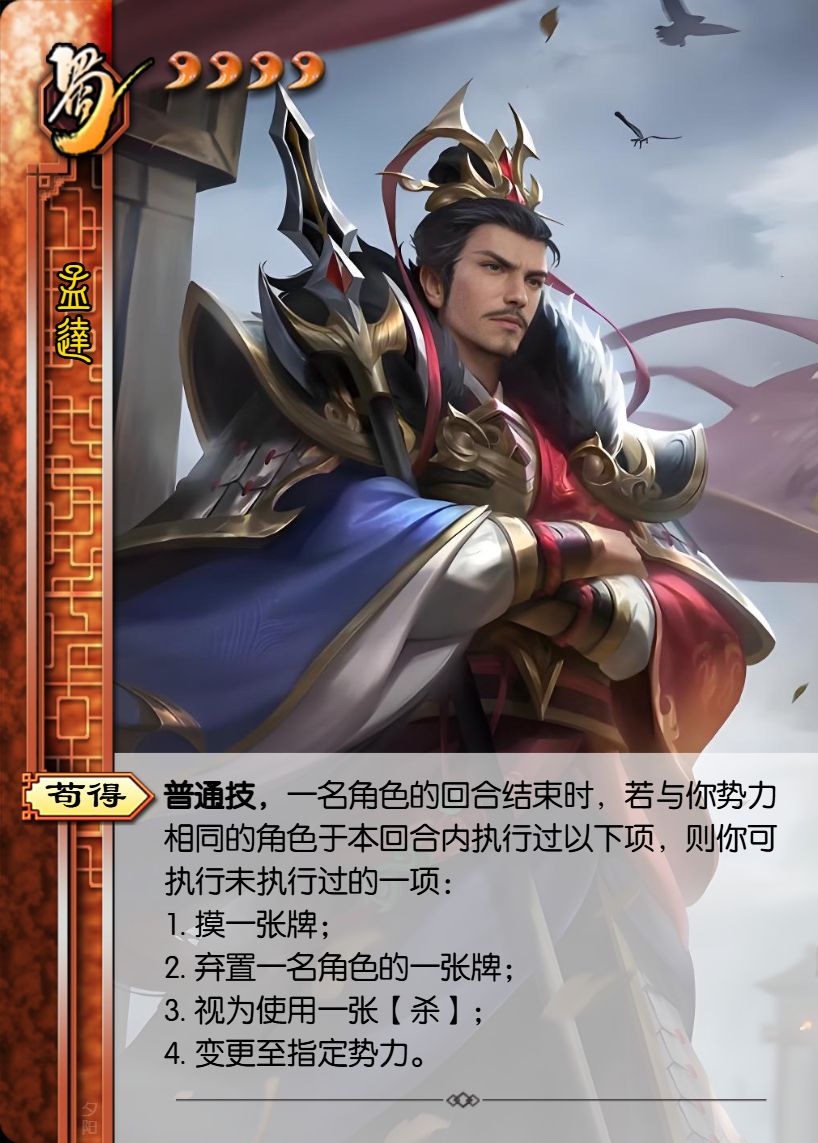 蜀
孟達
苟得
普通技，一名角色的回合结束时，若与你势力
相同的角色于本回合内执行过以下项，则你可
执行未执行过的一项：
1. 摸一张牌；
2. 弃置一名角色的一张牌；
3. 视为使用一张【杀】；
4. 变更至指定势力。
夕阳